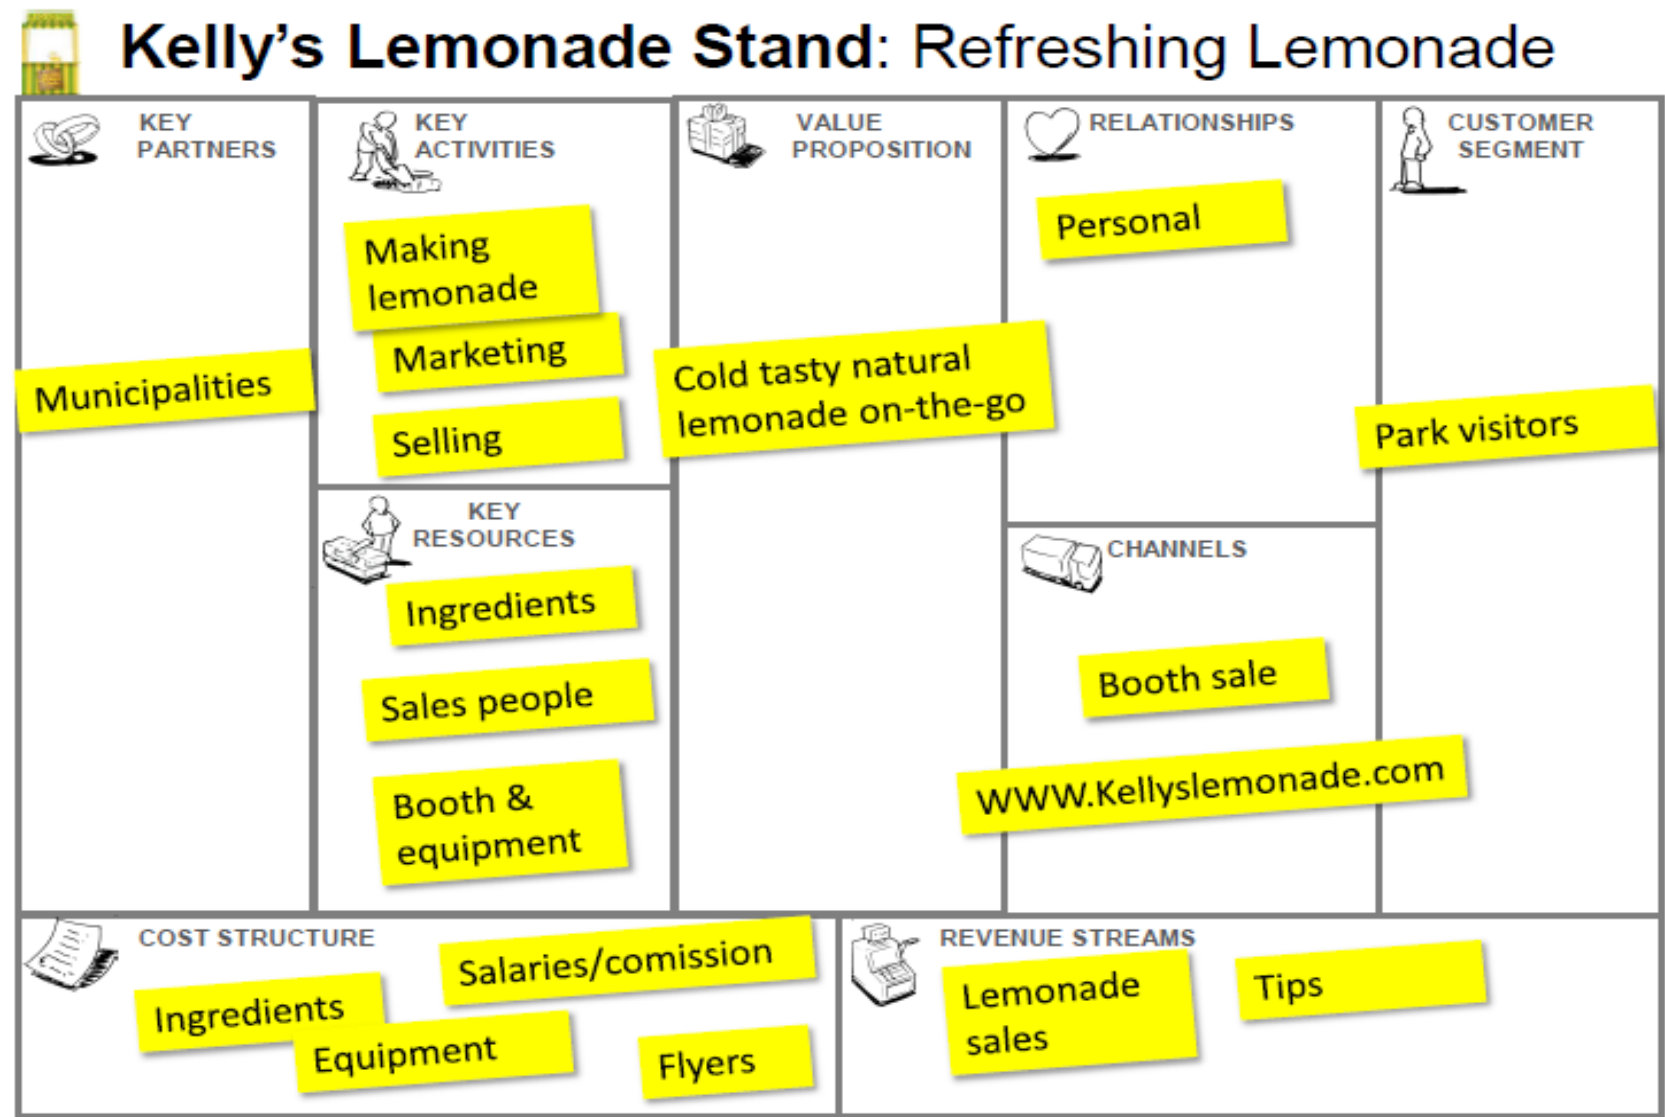 Kelly's Lemonade Stand: Refreshing Lemonade
KEY
PARTNERS
Municipalities
KEY
ACTIVITIES
Making
lemonade
Marketing
Selling
KEY
RESOURCES
Ingredients
Sales people
Booth &
equipment
VALUE
PROPOSITION
Cold tasty natural
lemonade on-the-go
RELATIONSHIPS
Personal
CHANNELS
Booth sale
WWW.Kellyslemonade.com
CUSTOMER
SEGMENT
Park visitors
COST STRUCTURE
Salaries/comission
Ingredients
Equipment
Flyers
REVENUE STREAMS
Lemonade
sales
Tips